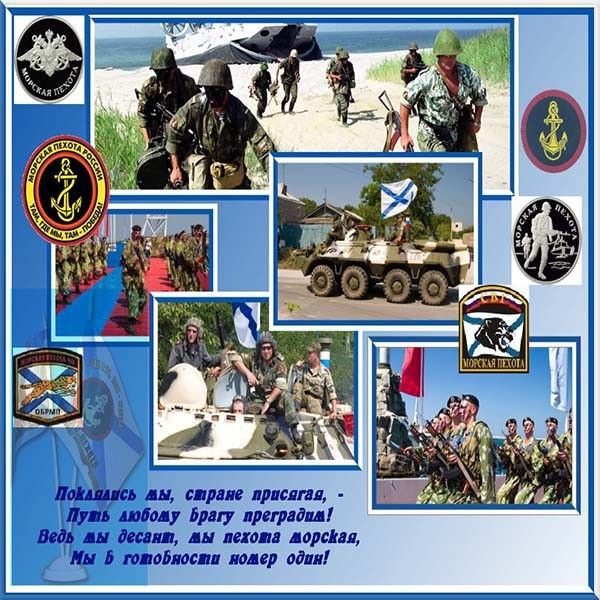 МОРСКАЯ ПЕХОТА
МОРСКАЯ ПЕХОТА РОССИИ
ТАМ, ГДЕ МЫ, ТАМ - ПОБЕДА!
МОРСКАЯ ПЕХОТА
СБГ
МОРСКАЯ ПЕХОТА
МОРСКАЯ ПЕХОТА
ОБРМП
Поклялись мы, стране присягая, -
Путь любому врагу преградим!
Ведь мы десант, мы пехота морская,
Мы в готовности номер один!